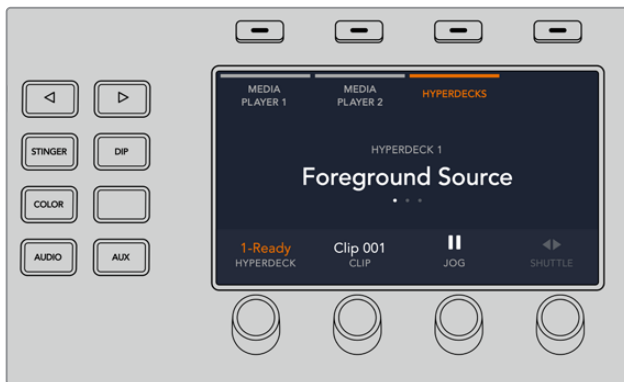 MEDIA
PLAYER 1
MEDIA
PLAYER 2
HYPERDECKS
STINGER
DIP
HYPERDECK 1
Foreground Source
COLOR
1-Ready
HYPERDECK
Clip 001
CLIP
JOG
SHUTTLE
AUDIO
AUX